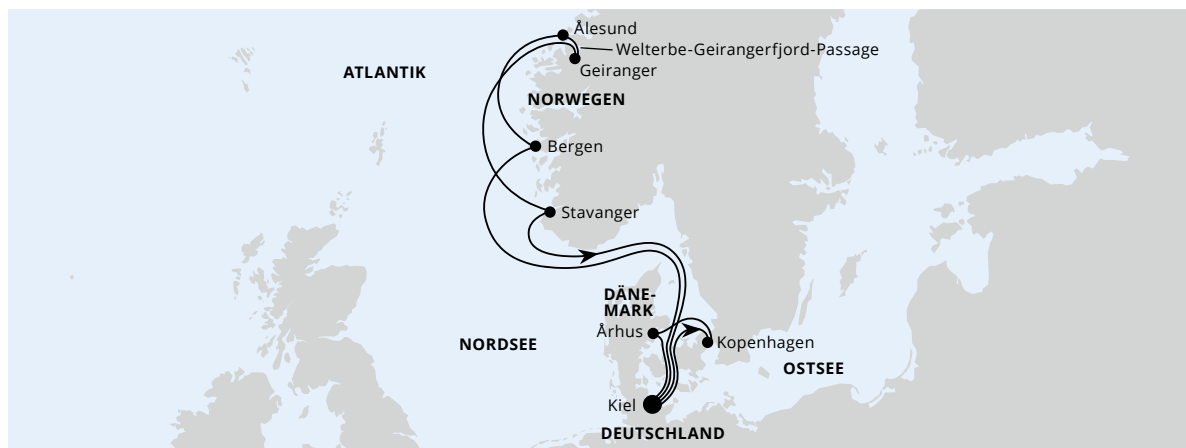 Ålesund
Welterbe-Geirangerfjord-Passage
Geiranger
ATLANTIK
NORWEGEN
Bergen
Stavanger
DÄNE-
MARK
Århus
Kopenhagen
NORDSEE
OSTSEE
Kiel
DEUTSCHLAND